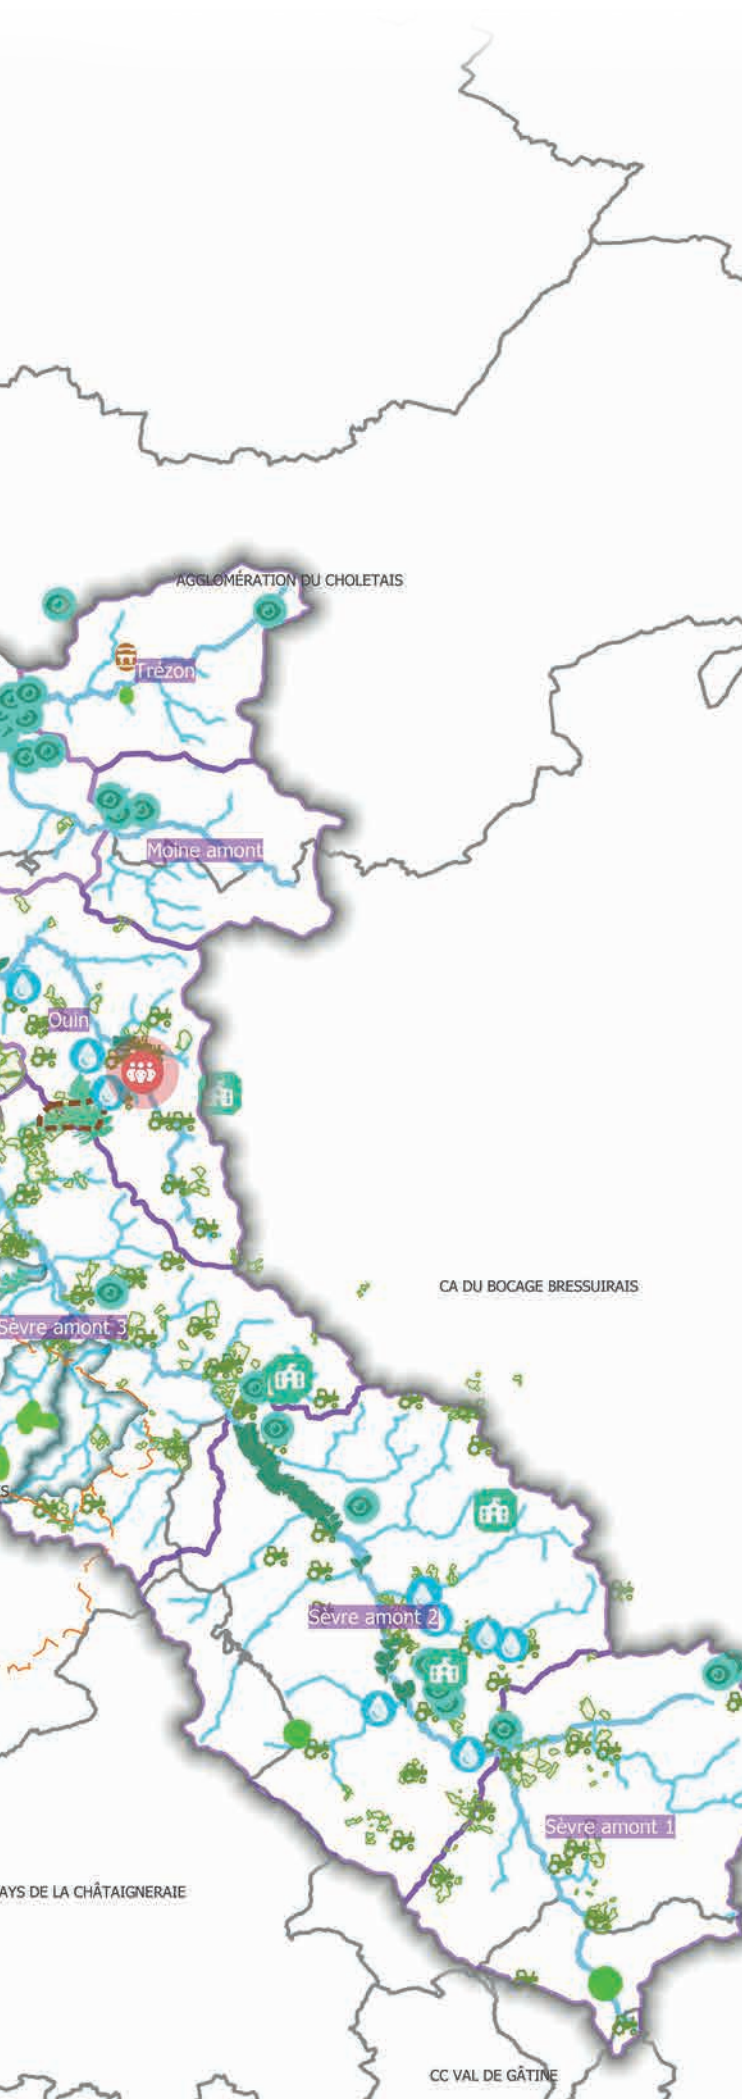 AGGLOMÉRATION DU CHOLETAIS
Trézon
Moine amont
Ouin
CA DU BOCAGE BRESSUIRAIS
Sèvre amont 3
S
Sèvre amont 2
Sèvre amont 1
AYS DE LA CHÂTAIGNERAIE
CC VAL DE GÂTINE